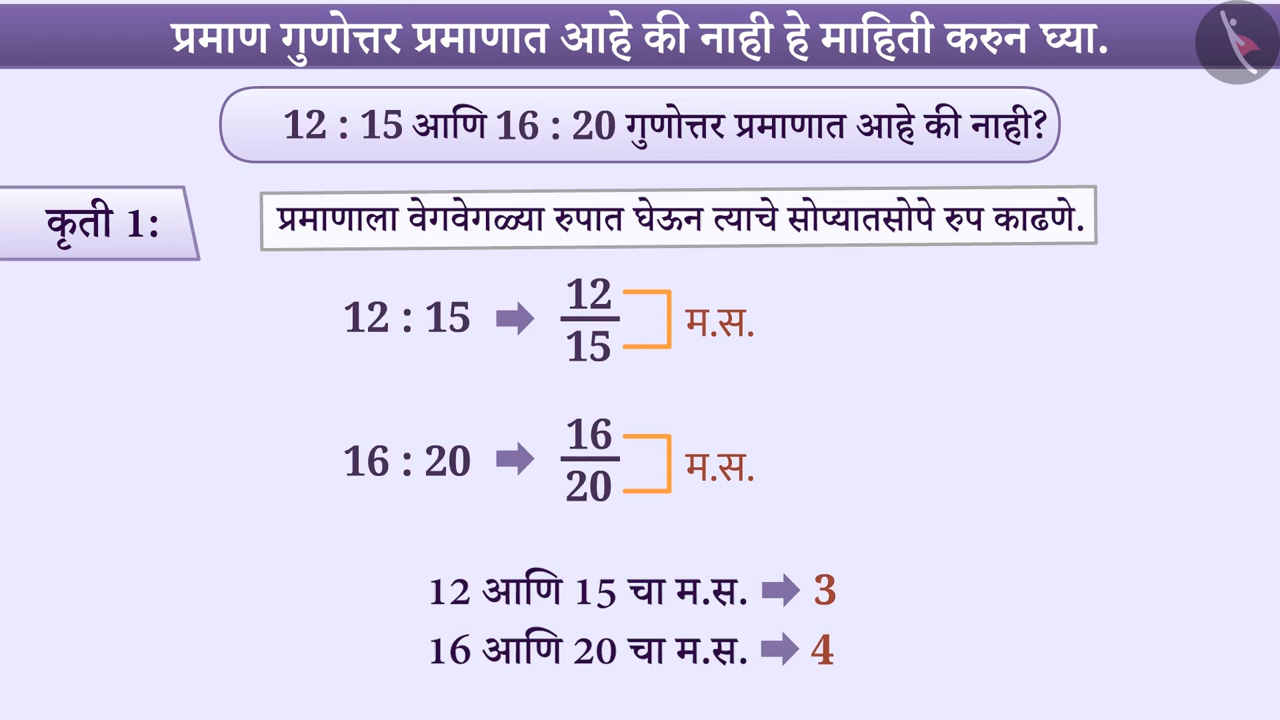 प्रमाण गुणोत्तर प्रमाणात आहे की नाही हे माहिती करुन घ्या.
12 : 15 आणि 16 : 20 गुणोत्तर प्रमाणात आहे की नाही?
कृती 1:
प्रमाणाला वेगवेगळ्या रुपात घेऊन त्याचे सोप्यातसोपे रुप काढणे.
12 : 15 ➡ 12/15 म.स.
16 : 20 ➡ 16/20 म.स.
12 आणि 15 चा म.स. ➡ 3
16 आणि 20 चा म.स. ➡ 4